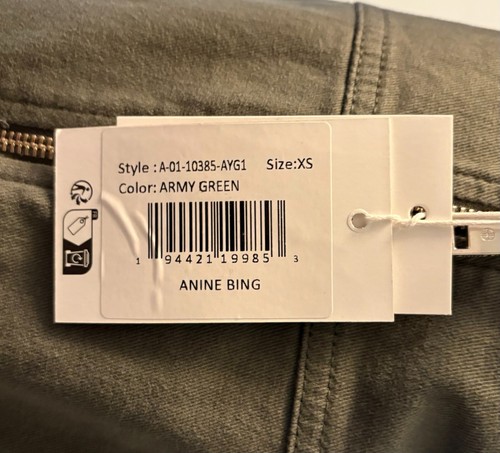 Style : A-01-10385-AYG1 Size:XS
Color: ARMY GREEN
1 94421 19985 3
ANINE BING